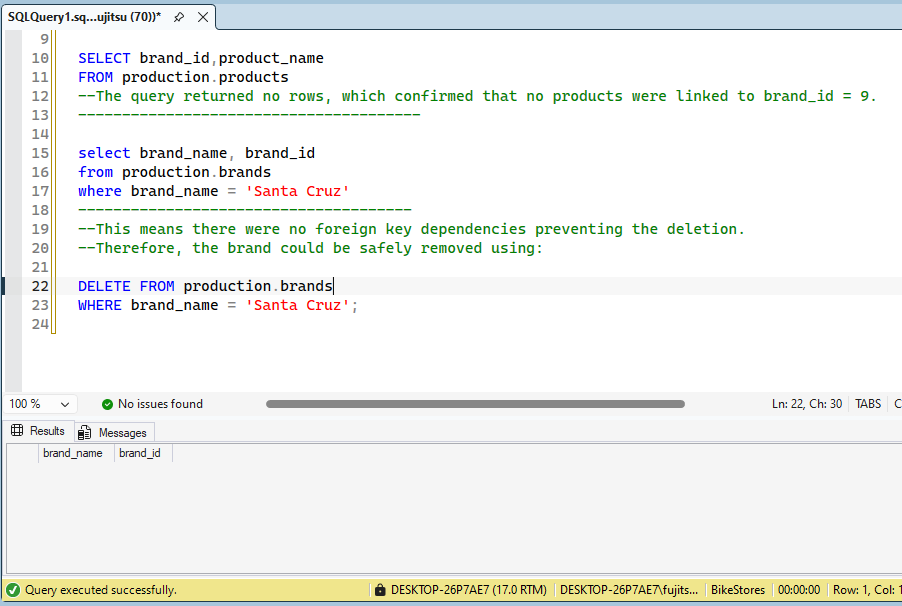 SQLQuery1.sq...ujitsu (70))*
9
10 SELECT brand_id,product_name
11 FROM production.products
12 --The query returned no rows, which confirmed that no products were linked to brand_id = 9.
13 ---------------------------------------
14
15 select brand_name, brand_id
16 from production.brands
17 where brand_name = 'Santa Cruz'
18 --------------------------------------
19 --This means there were no foreign key dependencies preventing the deletion.
20 --Therefore, the brand could be safely removed using:
21
22 DELETE FROM production.brands
23 WHERE brand_name = 'Santa Cruz';
24
100 % No issues found Ln: 22, Ch: 30 TABS C
Results Messages
brand_name brand_id
Query executed successfully. DESKTOP-26P7AE7 (17.0 RTM) DESKTOP-26P7AE7\fujits... BikeStores 00:00:00 Row: 1, Col: 1